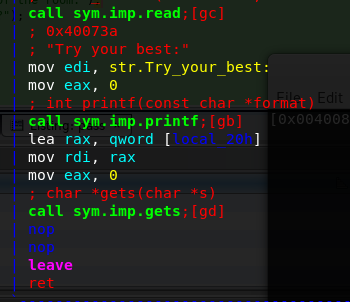 call sym.imp.read;[gc]
; 0x40073a
; "Try your best:"
mov edi, str.Try_your_best:
mov eax, 0
; int printf(const char *format)
File Edit
call sym.imp.printf;[gb]
[0x004008
lea rax, qword [local_20h]
mov rdi, rax
mov eax, 0
; char *gets(char *s)
call sym.imp.gets;[gd]
nop
nop
leave
ret